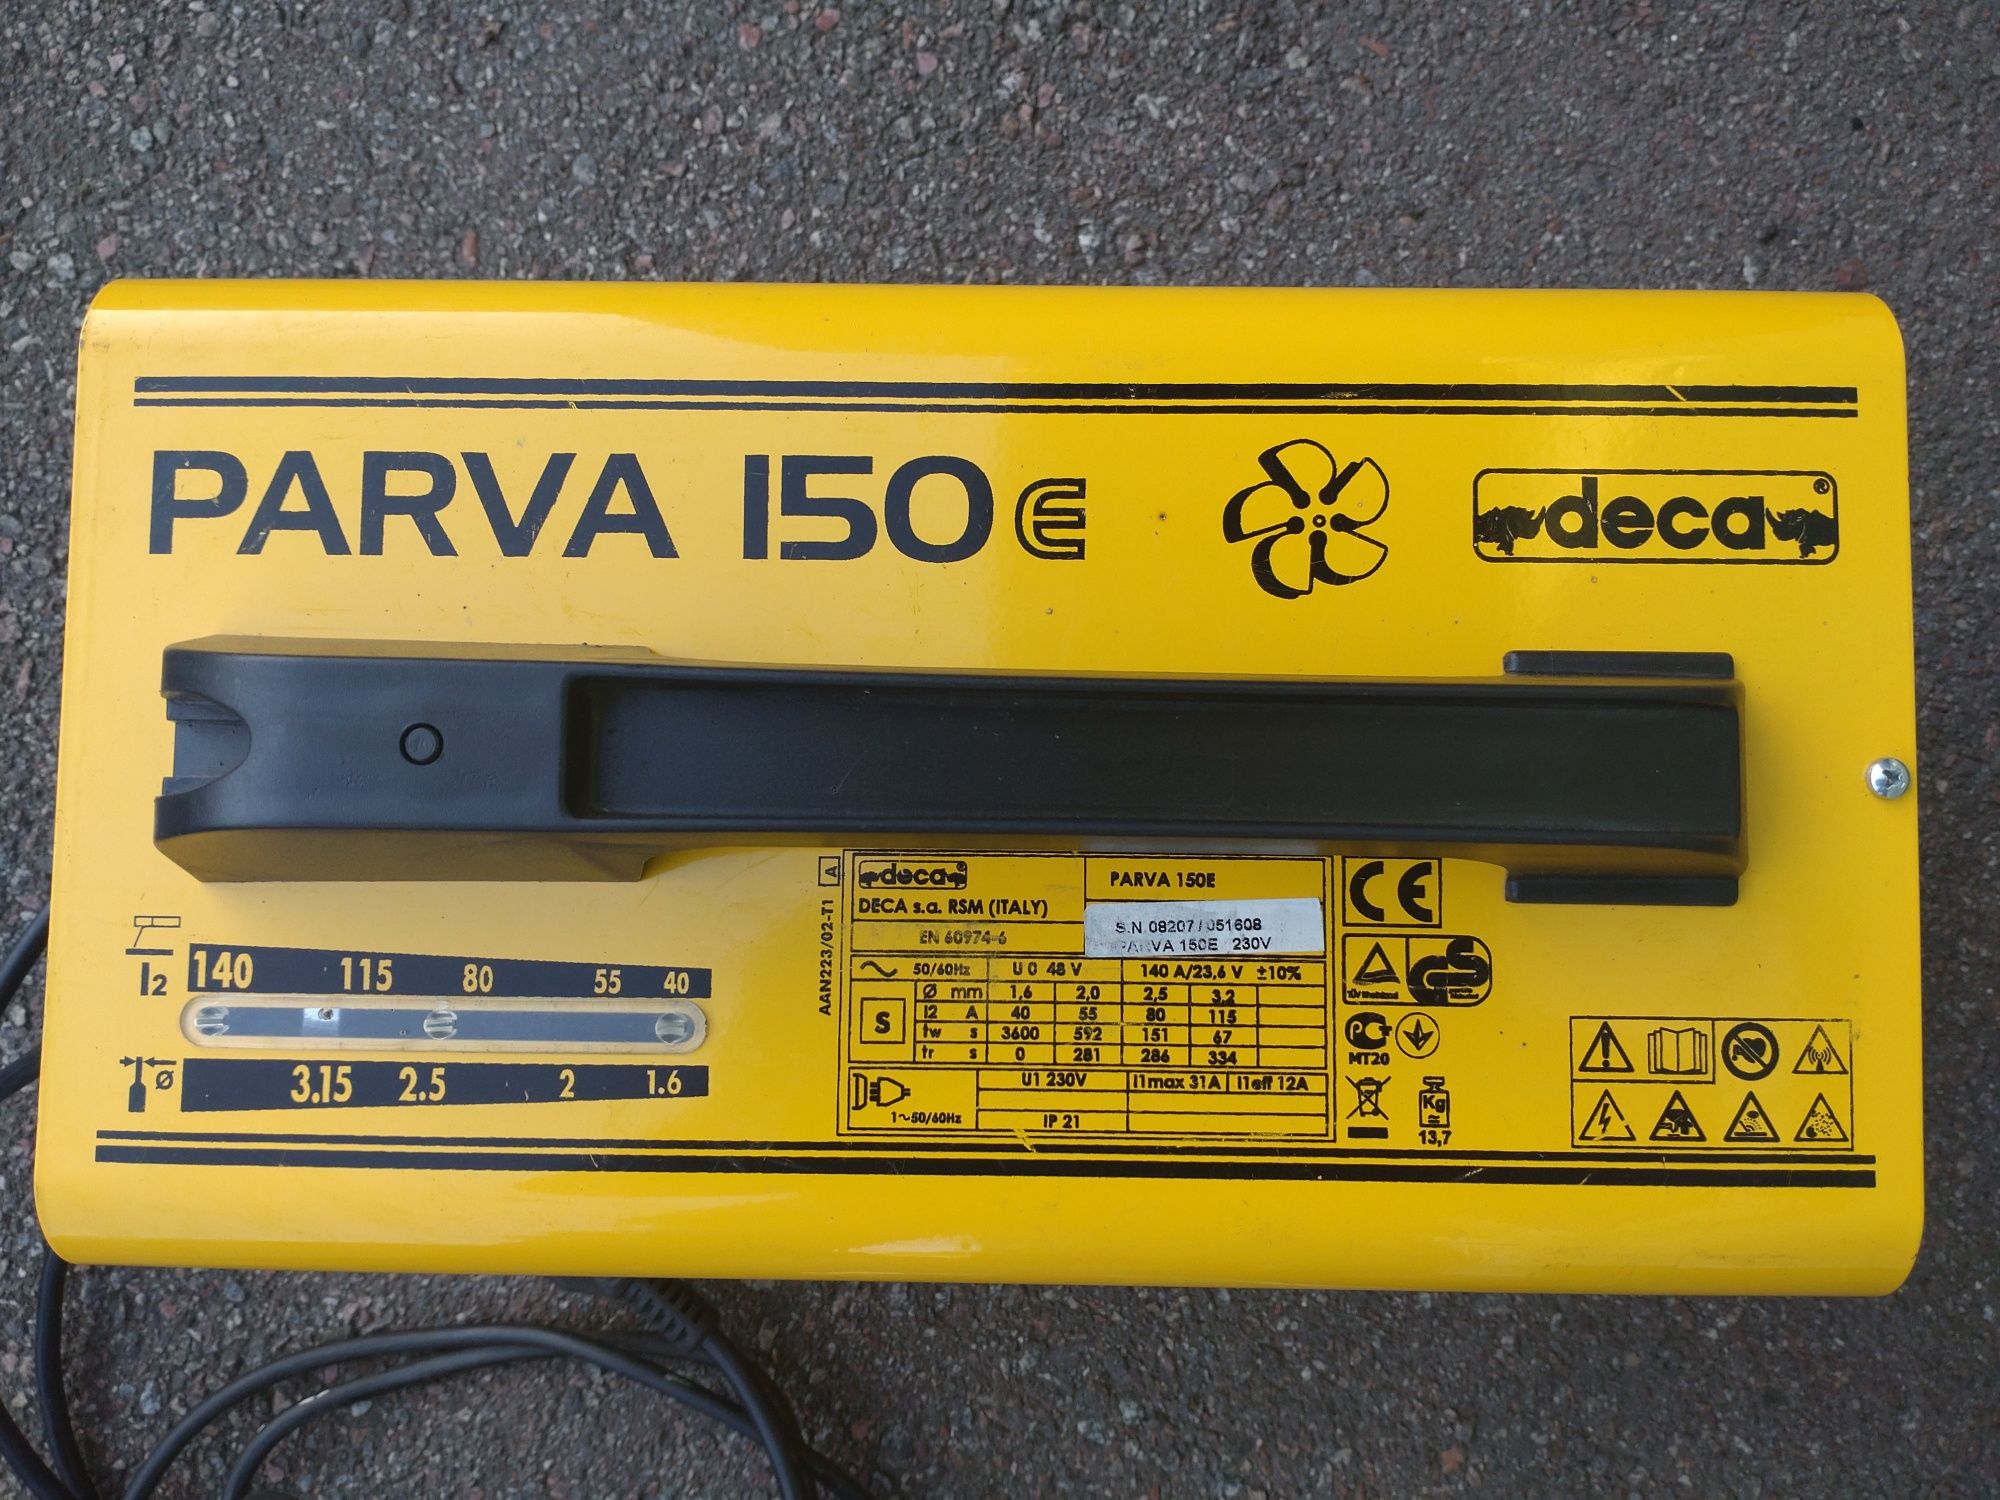 PARVA 150E
deca®
deca®
PARVA 150E
DECA s.a. RSM (ITALY)
S.N. 08207 / 051608
EN 60974-6
PARVA 150E 230V
50/60Hz U 0 48 V 140 A/23,6 V ±10%
S
Ø mm 1,6 2,0 2,5 3,2
I2 A 40 55 80 115
tw s 3600 592 151 67
tr s 0 281 286 334
U1 230V I1max 31A I1eff 12A
1~50/60Hz IP 21
A
AAN223/02-T1
CE
TÜV Rheinland
GS
MT20
Kg
≃
13,7
I2 140 115 80 55 40
Ø 3.15 2.5 2 1.6